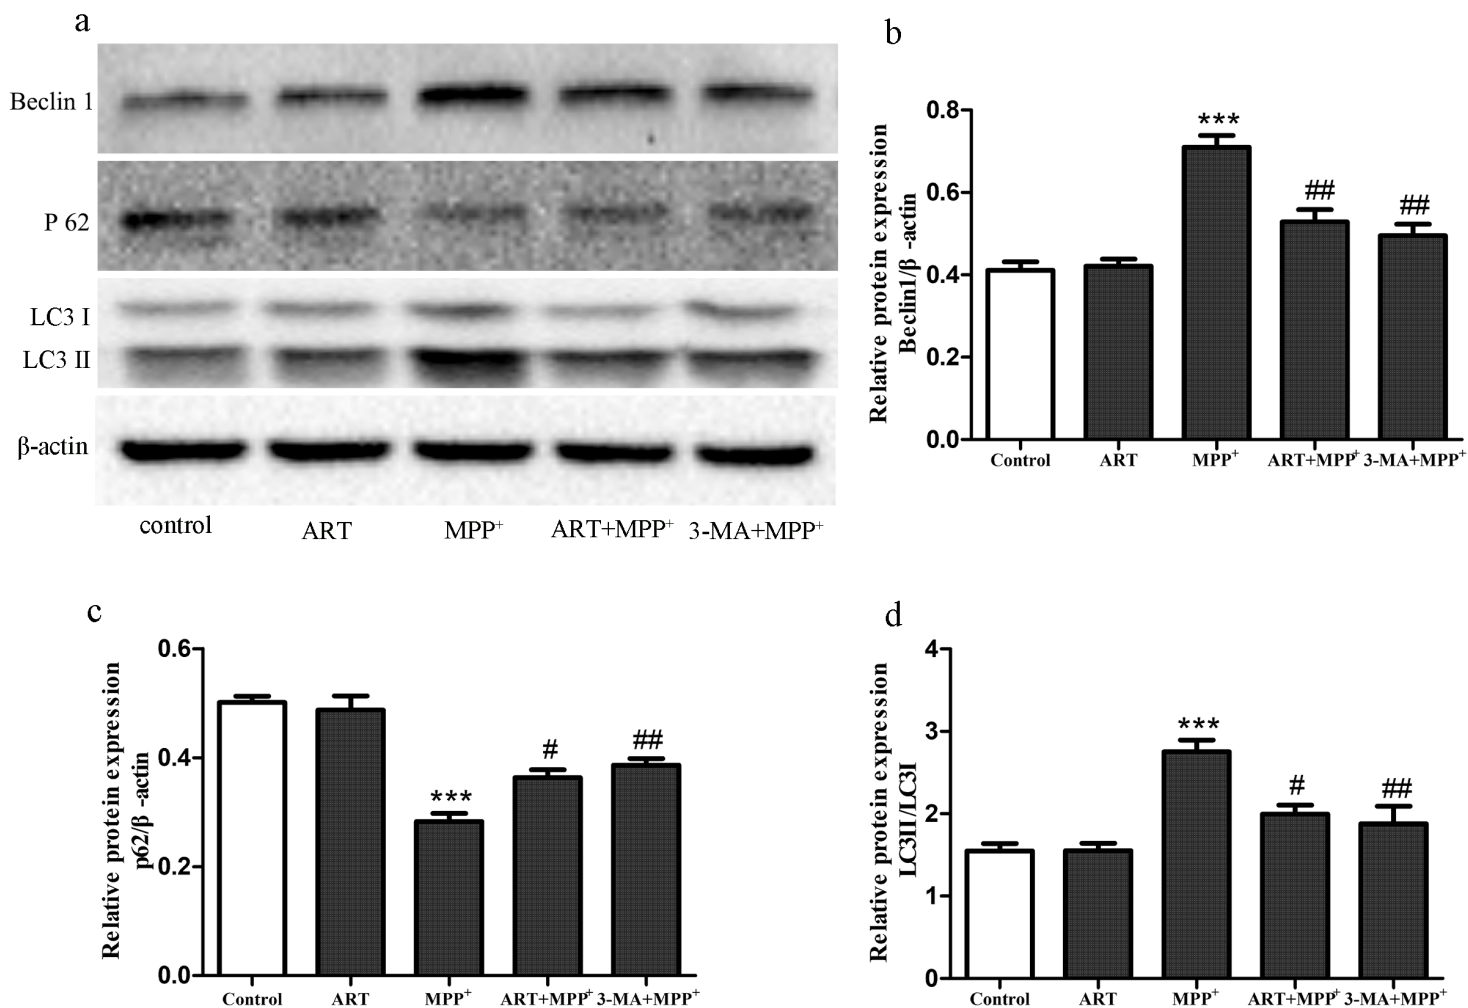 a
Beclin 1
P 62
LC3 I
LC3 II
β-actin
control ART MPP⁺ ART+MPP⁺ 3-MA+MPP⁺
b
Relative protein expression
Beclin1/β -actin
0.8
0.6
0.4
0.2
0.0
***
##
##
Control ART MPP⁺ ART+MPP⁺ 3-MA+MPP⁺
c
Relative protein expression
p62/β -actin
0.6
0.4
0.2
0.0
***
#
##
Control ART MPP⁺ ART+MPP⁺ 3-MA+MPP⁺
d
Relative protein expression
LC3II/LC3I
4
3
2
1
0
***
#
##
Control ART MPP⁺ ART+MPP⁺ 3-MA+MPP⁺